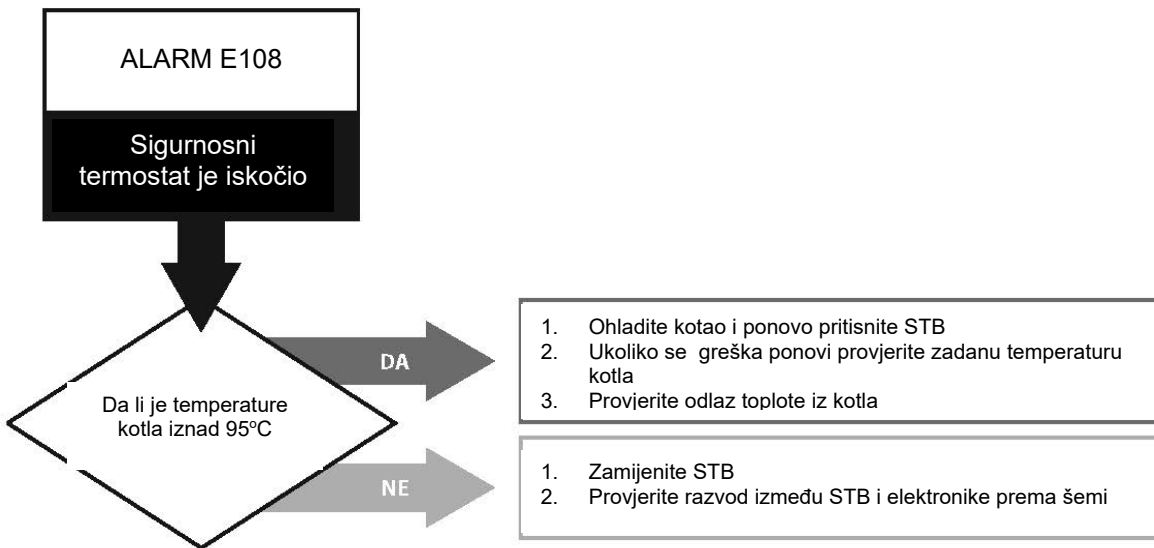 ALARM E108
Sigurnosni
termostat je iskočio
DA
1. Ohladite kotao i ponovo pritisnite STB
2. Ukoliko se greška ponovi provjerite zadanu temperaturu
kotla
3. Provjerite odlaz toplote iz kotla
Da li je temperature
kotla iznad 95ºC
NE
1. Zamijenite STB
2. Provjerite razvod između STB i elektronike prema šemi